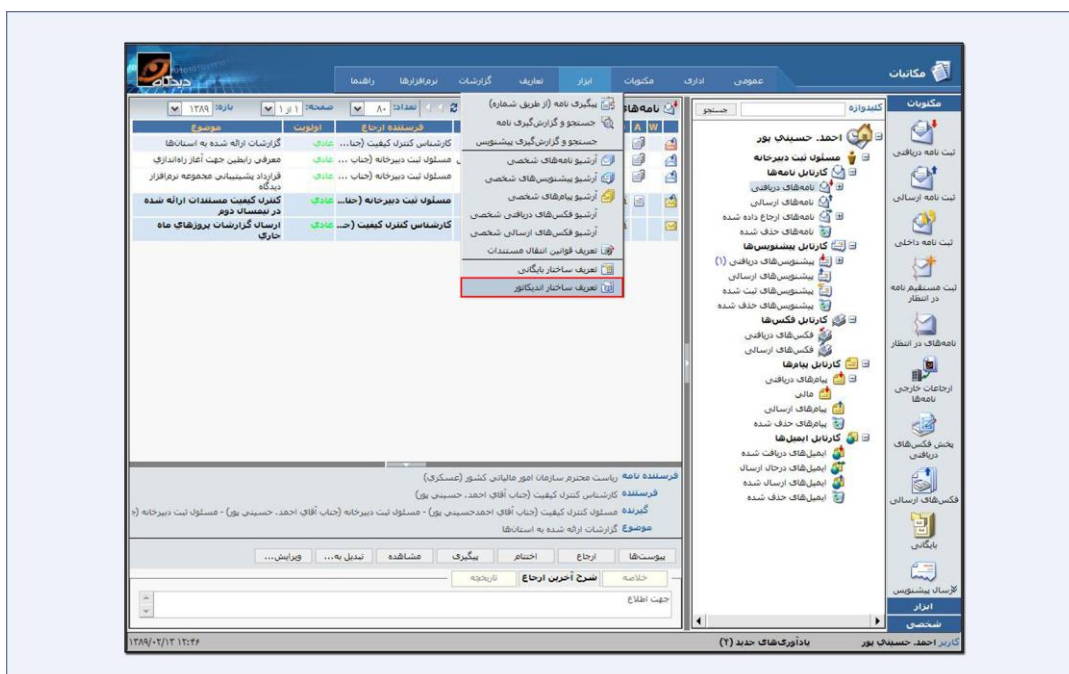 مکاتبات
عمومی
اداری
مکتوبات
ابزار
تعاریف
گزارشات
نرم‌افزارها
راهنما
دیدگاه
مکتوبات
ثبت نامه دریافتی
ثبت نامه ارسالی
ثبت نامه داخلی
ثبت مستقیم نامه در انتظار
نامه‌های در انتظار
ارجاعات خارجی نامه‌ها
پخش فکس‌های دریافتی
فکس‌های ارسالی
بایگانی
ارسال پیشنویس
ابزار
شخصی
کلیدواژه
جستجو
احمد. حسینی پور
مسئول ثبت دبیرخانه
کارتابل نامه‌ها
نامه‌های دریافتی
نامه‌های ارسالی
نامه‌های ارجاع داده شده
نامه‌های حذف شده
کارتابل پیشنویس‌ها
پیشنویس‌های دریافتی (۱)
پیشنویس‌های ارسالی
پیشنویس‌های ثبت شده
پیشنویس‌های حذف شده
کارتابل فکس‌ها
فکس‌های دریافتی
فکس‌های ارسالی
کارتابل پیام‌ها
پیام‌های دریافتی
مالی
پیام‌های ارسالی
پیام‌های حذف شده
کارتابل ایمیل‌ها
ایمیل‌های دریافت شده
ایمیل‌های درحال ارسال
ایمیل‌های ارسال شده
ایمیل‌های حذف شده
نامه‌های
تعداد: ۸۰
صفحه: ۱ از ۱
بازه: ۱۳۸۹
W A
فرستنده ارجاع
اولویت
موضوع
کارشناس کنترل کیفیت (جنا...
عادی
گزارشات ارائه شده به استان‌ها
مسئول ثبت دبیرخانه (جناب ...
عادی
معرفی رابطین جهت آغاز راه‌اندازی
مسئول ثبت دبیرخانه (جناب ...
عادی
قرارداد پشتیبانی مجموعه نرم‌افزار دیدگاه
مسئول ثبت دبیرخانه (جنا...
عادی
کنترل کیفیت مستندات ارائه شده در نیمسال دوم
کارشناس کنترل کیفیت (جـ...
عادی
ارسال گزارشات پروژهای ماه جاری
پیگیری نامه (از طریق شماره)
جستجو و گزارش‌گیری نامه
جستجو و گزارش‌گیری پیشنویس
آرشیو نامه‌های شخصی
آرشیو پیشنویس‌های شخصی
آرشیو پیام‌های شخصی
آرشیو فکس‌های دریافتی شخصی
آرشیو فکس‌های ارسالی شخصی
تعریف قوانین انتقال مستندات
تعریف ساختار بایگانی
تعریف ساختار اندیکاتور
فرستنده نامه ریاست محترم سازمان امور مالیاتی کشور (عسکری)
فرستنده کارشناس کنترل کیفیت (جناب آقای احمد. حسینی پور)
گیرنده مسئول کنترل کیفیت (جناب آقای احمدحسینی پور) - مسئول ثبت دبیرخانه (جناب آقای احمد. حسینی پور) - مسئول ثبت دبیرخانه (ج
موضوع گزارشات ارائه شده به استان‌ها
پیوست‌ها
ارجاع
اختتام
پیگیری
مشاهده
تبدیل به...
ویرایش...
خلاصه
شرح آخرین ارجاع
تاریخچه
جهت اطلاع
کاربر احمد. حسینی پور
یادآوری‌های جدید (۲)
۱۳۸۹/۰۲/۱۳ ۱۲:۴۶